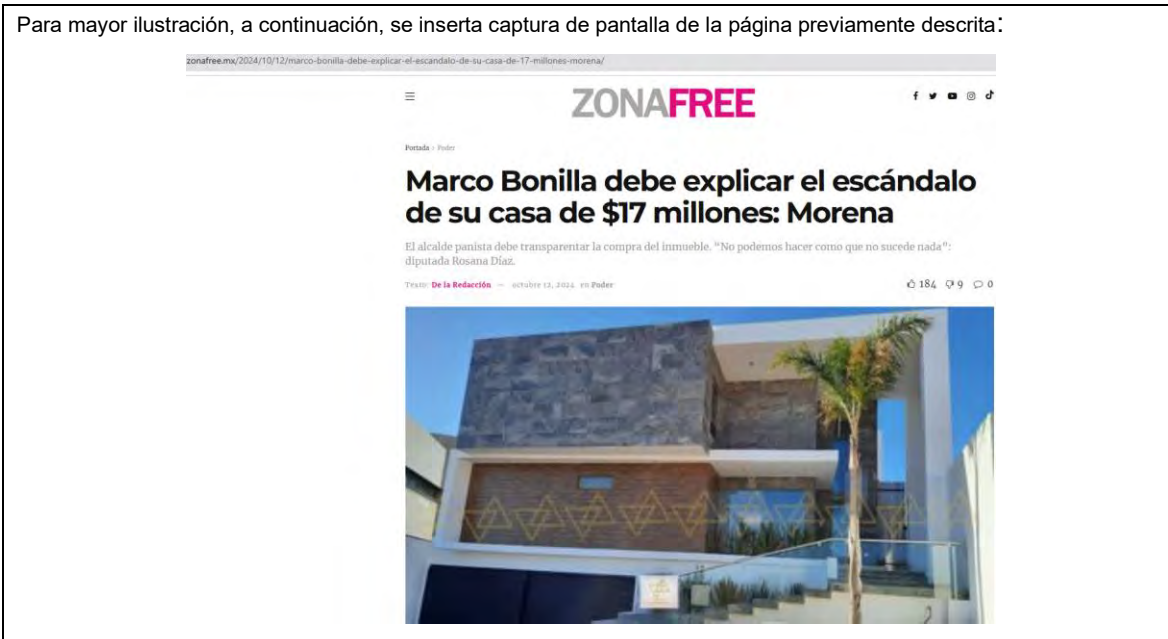 Para mayor ilustración, a continuación, se inserta captura de pantalla de la página previamente descrita:
zonafree.mx/2024/10/12/marco-bonilla-debe-explicar-el-escandalo-de-su-casa-de-17-millones-morena/
ZONAFREE
Portada > Poder
Marco Bonilla debe explicar el escándalo
de su casa de $17 millones: Morena
El alcalde panista debe transparentar la compra del inmueble. "No podemos hacer como que no sucede nada":
diputada Rosana Díaz.
Texto: De la Redacción — octubre 12, 2024 en Poder
184 9 0